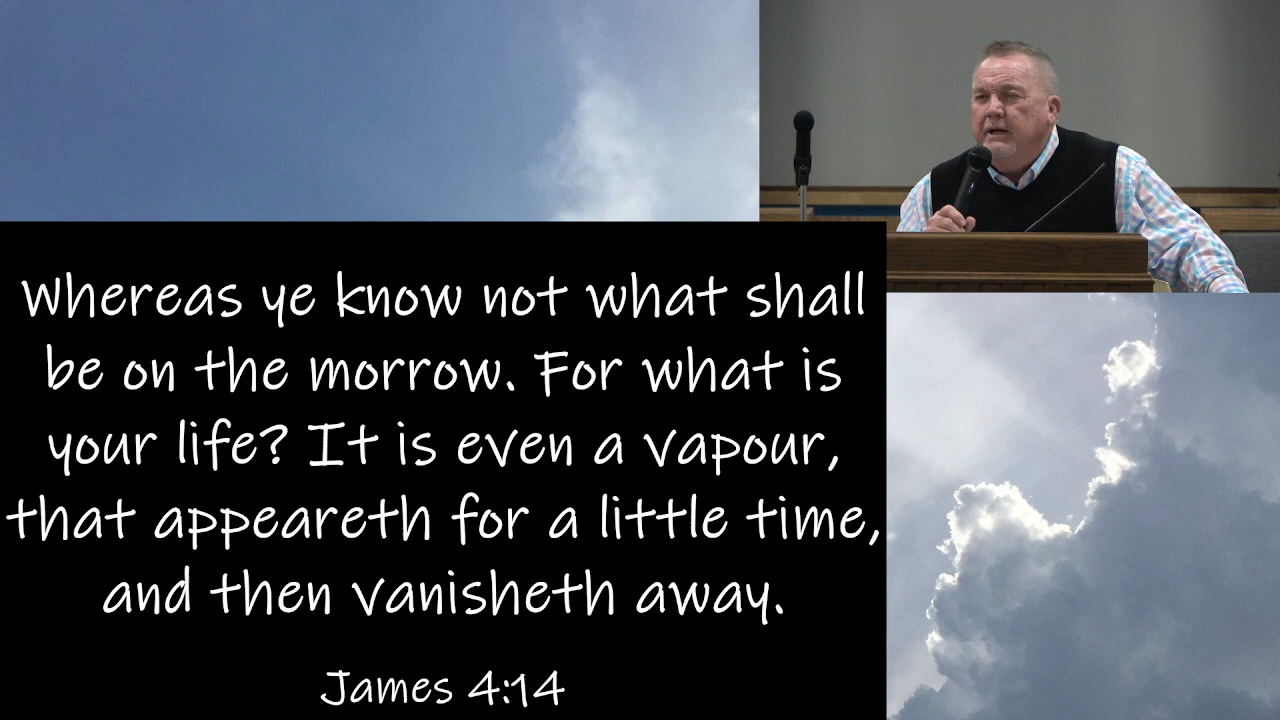 Whereas ye know not what shall
be on the morrow. For what is
your life? It is even a vapour,
that appeareth for a little time,
and then vanisheth away.
James 4:14